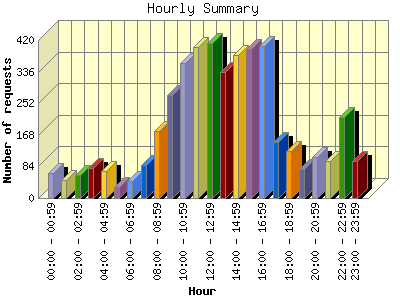 Hourly Summary
Number of requests
420
336
252
168
84
0
00:00 - 00:59
02:00 - 02:59
04:00 - 04:59
06:00 - 06:59
08:00 - 08:59
10:00 - 10:59
12:00 - 12:59
14:00 - 14:59
16:00 - 16:59
18:00 - 18:59
20:00 - 20:59
22:00 - 22:59
23:00 - 23:59
Hour